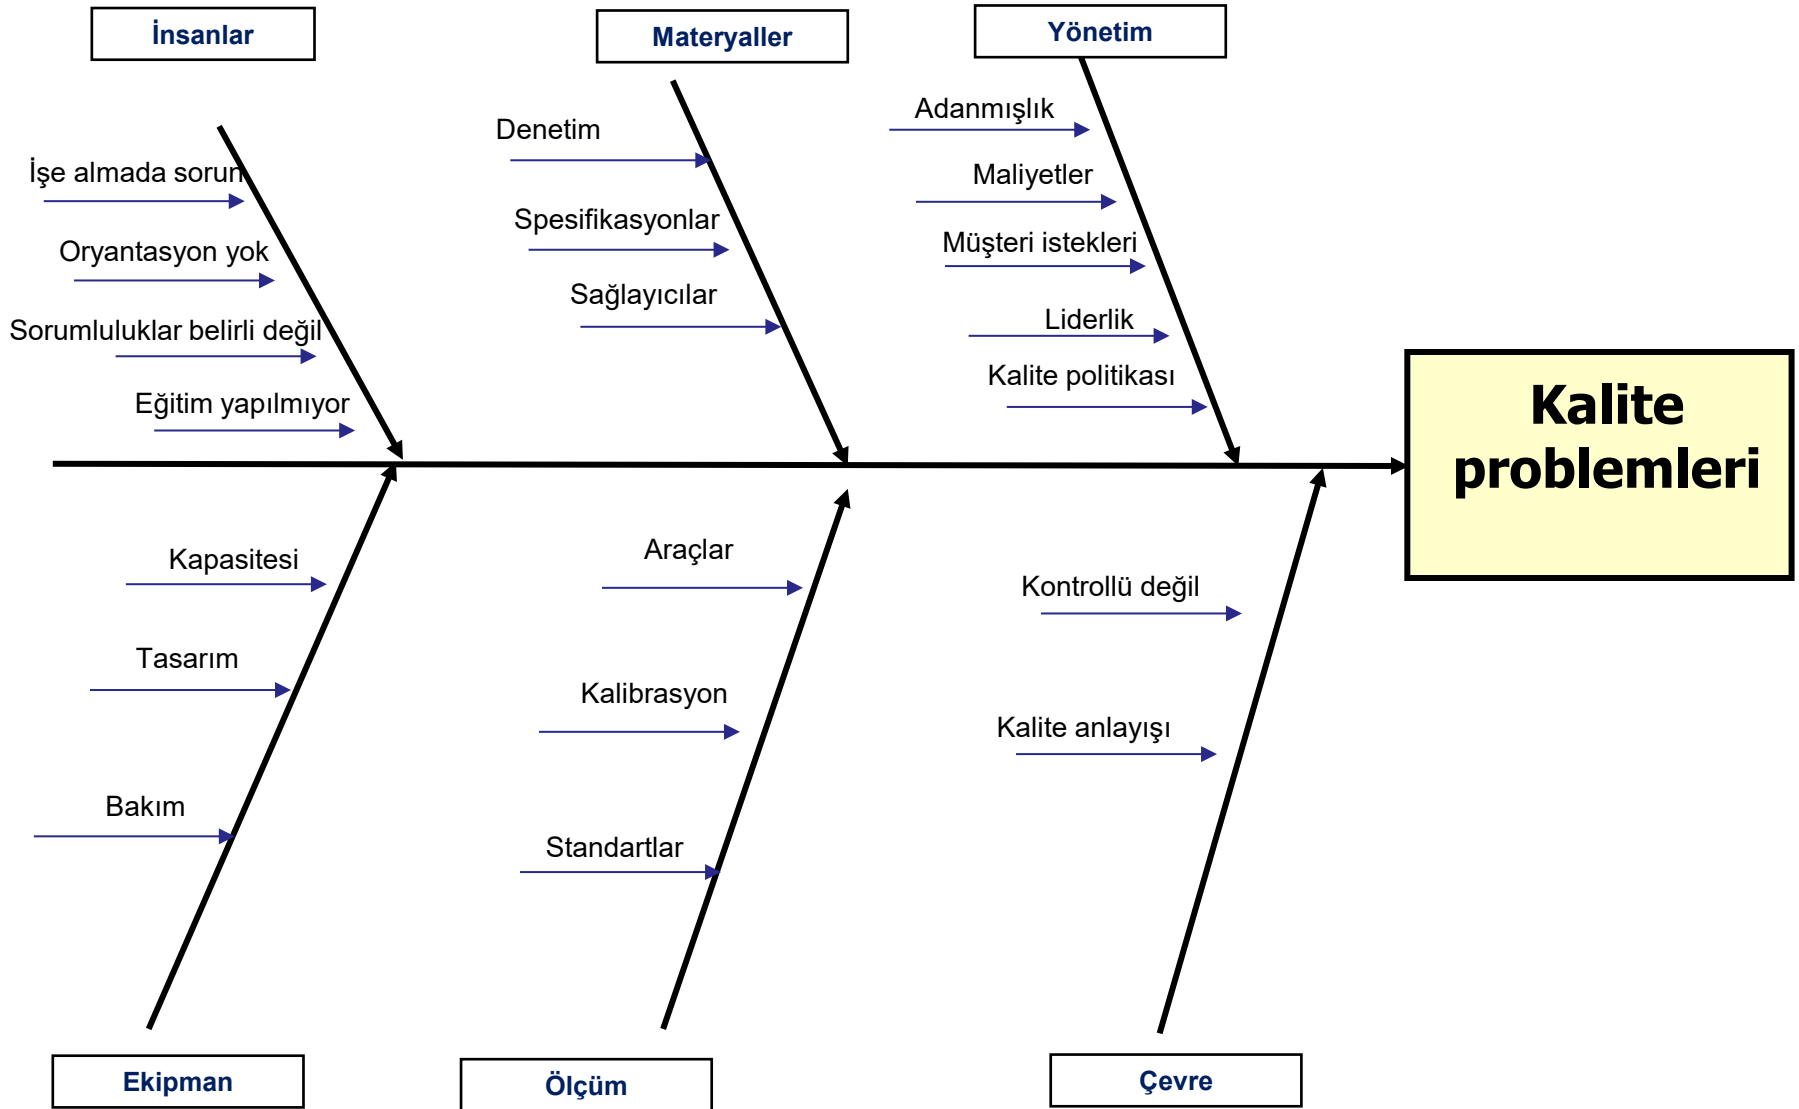 İnsanlar
Materyaller
Yönetim
İşe almada sorun
Oryantasyon yok
Sorumluluklar belirli değil
Eğitim yapılmıyor
Denetim
Spesifikasyonlar
Sağlayıcılar
Adanmışlık
Maliyetler
Müşteri istekleri
Liderlik
Kalite politikası
Kalite
problemleri
Kapasitesi
Tasarım
Bakım
Araçlar
Kalibrasyon
Standartlar
Kontrollü değil
Kalite anlayışı
Ekipman
Ölçüm
Çevre